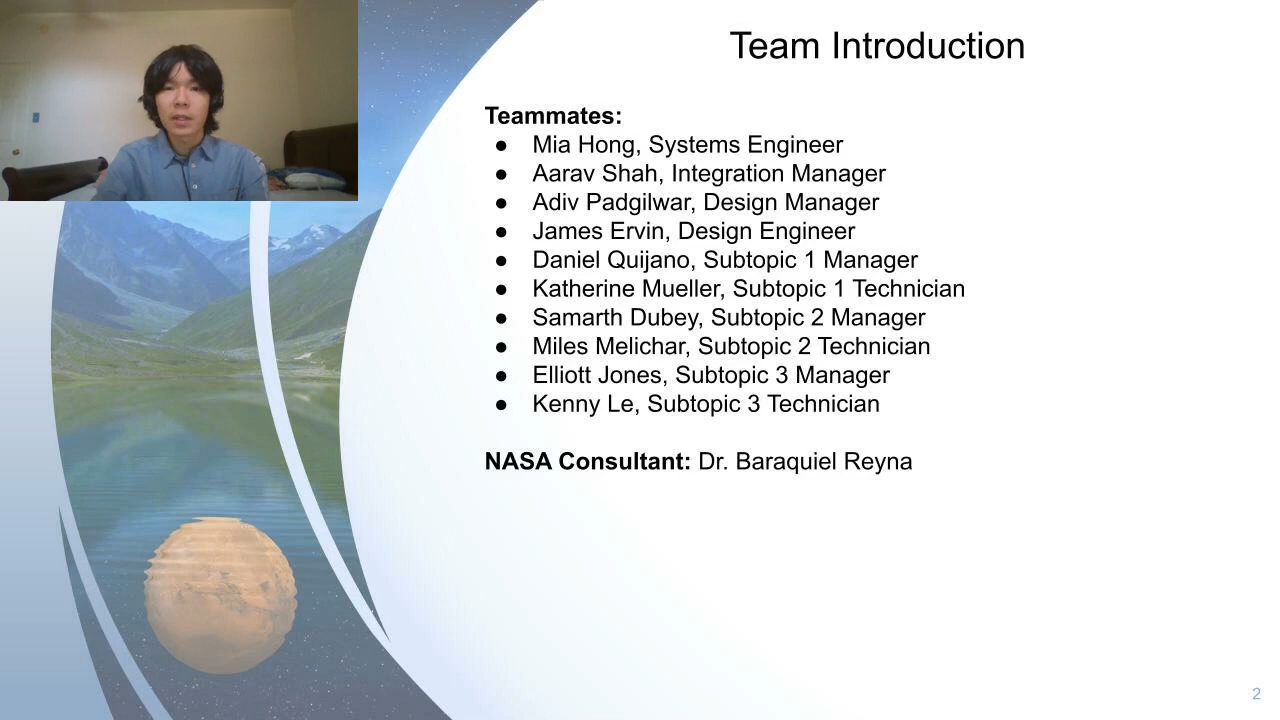 Team Introduction
Teammates:
● Mia Hong, Systems Engineer
● Aarav Shah, Integration Manager
● Adiv Padgilwar, Design Manager
● James Ervin, Design Engineer
● Daniel Quijano, Subtopic 1 Manager
● Katherine Mueller, Subtopic 1 Technician
● Samarth Dubey, Subtopic 2 Manager
● Miles Melichar, Subtopic 2 Technician
● Elliott Jones, Subtopic 3 Manager
● Kenny Le, Subtopic 3 Technician
NASA Consultant: Dr. Baraquiel Reyna
2